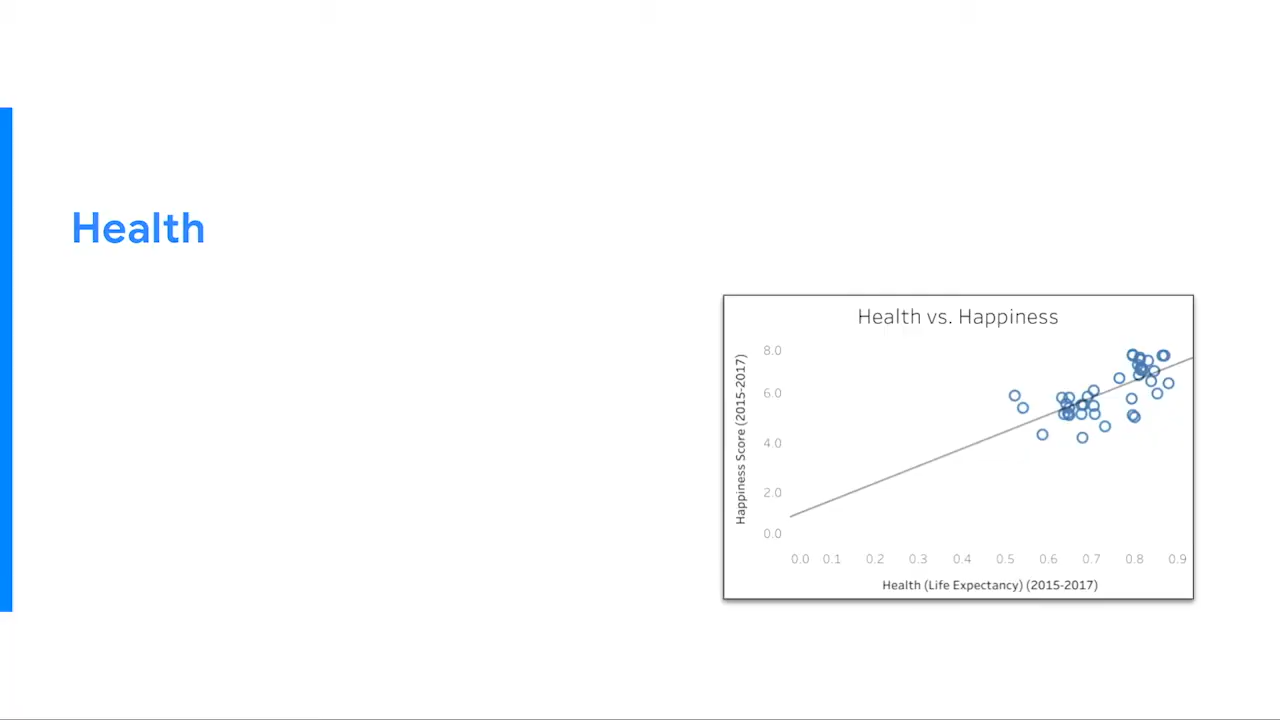 Health
Health vs. Happiness
Happiness Score (2015-2017)
8.0
6.0
4.0
2.0
0.0
0.0 0.1 0.2 0.3 0.4 0.5 0.6 0.7 0.8 0.9
Health (Life Expectancy) (2015-2017)